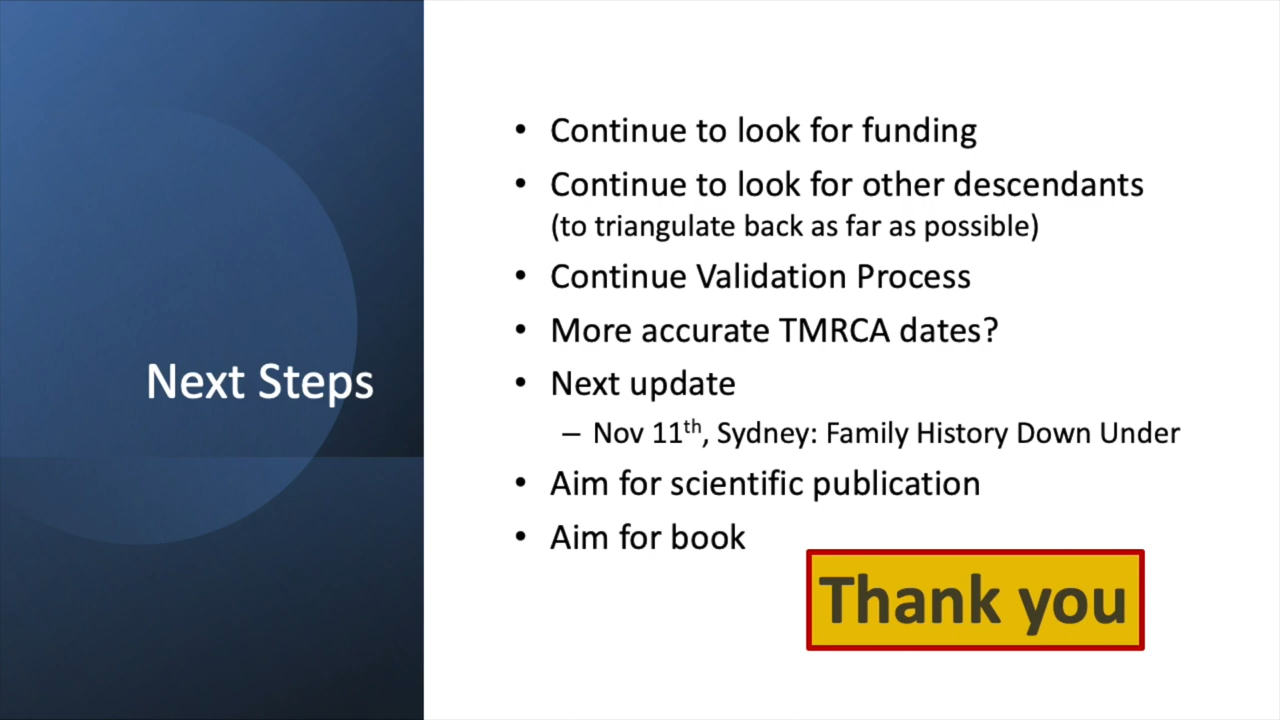 Next Steps
• Continue to look for funding
• Continue to look for other descendants
(to triangulate back as far as possible)
• Continue Validation Process
• More accurate TMRCA dates?
• Next update
– Nov 11th, Sydney: Family History Down Under
• Aim for scientific publication
• Aim for book
Thank you